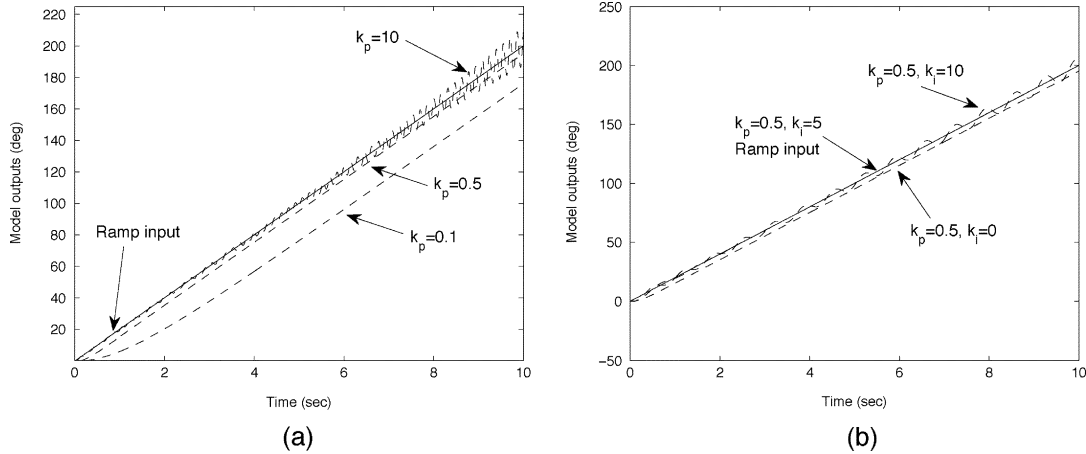 220
200
180
160
140
120
100
80
60
40
20
0 2 4 6 8 10
Model outputs (deg)
Time (sec)
k_p=10
k_p=0.5
k_p=0.1
Ramp input
(a)
250
200
150
100
50
0
−50
0 2 4 6 8 10
Model outputs (deg)
Time (sec)
k_p=0.5, k_i=10
k_p=0.5, k_i=5
Ramp input
k_p=0.5, k_i=0
(b)